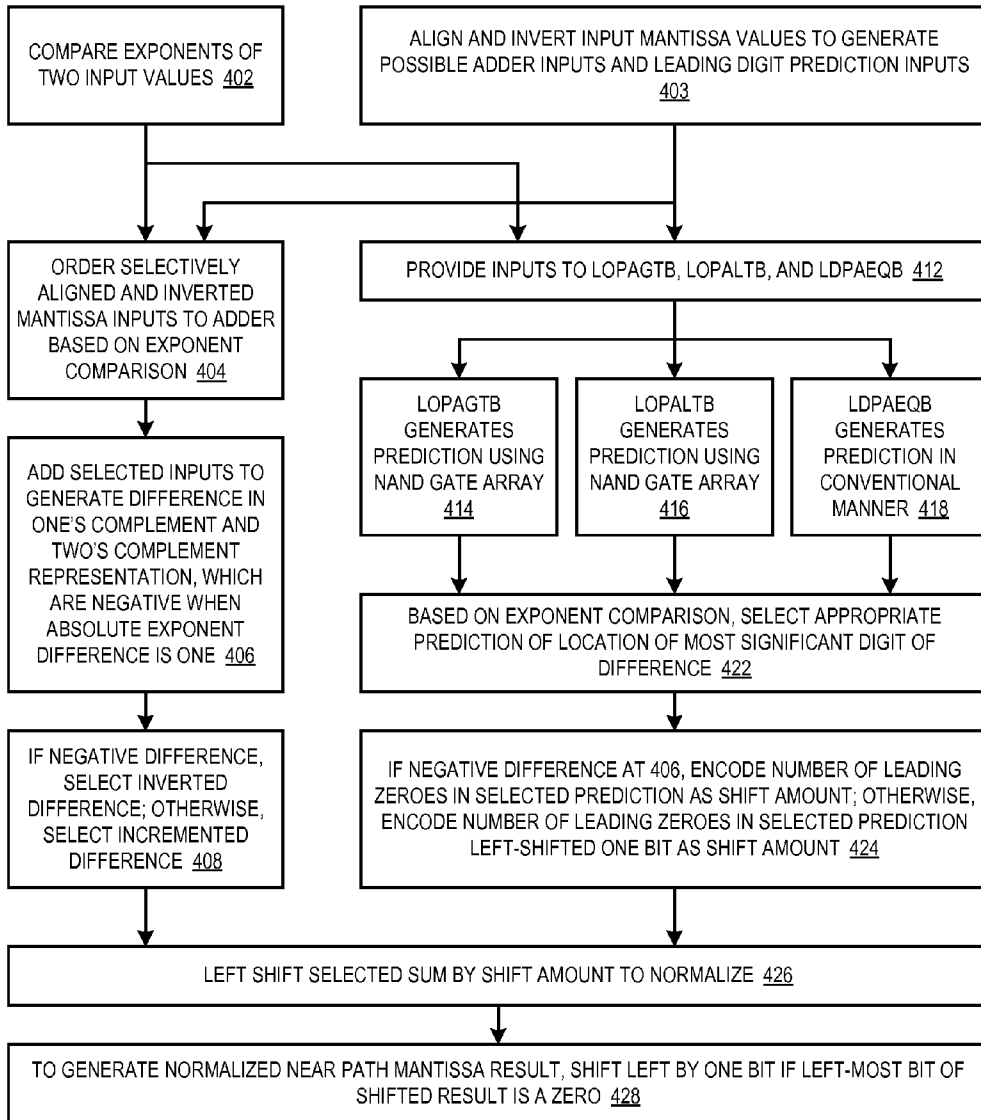 COMPARE EXPONENTS OF
TWO INPUT VALUES 402
ALIGN AND INVERT INPUT MANTISSA VALUES TO GENERATE
POSSIBLE ADDER INPUTS AND LEADING DIGIT PREDICTION INPUTS
403
ORDER SELECTIVELY
ALIGNED AND INVERTED
MANTISSA INPUTS TO ADDER
BASED ON EXPONENT
COMPARISON 404
PROVIDE INPUTS TO LOPAGTB, LOPALTB, AND LDPAEQB 412
LOPAGTB
GENERATES
PREDICTION USING
NAND GATE ARRAY
414
LOPALTB
GENERATES
PREDICTION USING
NAND GATE ARRAY
416
LDPAEQB
GENERATES
PREDICTION IN
CONVENTIONAL
MANNER 418
ADD SELECTED INPUTS TO
GENERATE DIFFERENCE IN
ONE'S COMPLEMENT AND
TWO'S COMPLEMENT
REPRESENTATION, WHICH
ARE NEGATIVE WHEN
ABSOLUTE EXPONENT
DIFFERENCE IS ONE 406
BASED ON EXPONENT COMPARISON, SELECT APPROPRIATE
PREDICTION OF LOCATION OF MOST SIGNIFICANT DIGIT OF
DIFFERENCE 422
IF NEGATIVE DIFFERENCE,
SELECT INVERTED
DIFFERENCE; OTHERWISE,
SELECT INCREMENTED
DIFFERENCE 408
IF NEGATIVE DIFFERENCE AT 406, ENCODE NUMBER OF LEADING
ZEROES IN SELECTED PREDICTION AS SHIFT AMOUNT; OTHERWISE,
ENCODE NUMBER OF LEADING ZEROES IN SELECTED PREDICTION
LEFT-SHIFTED ONE BIT AS SHIFT AMOUNT 424
LEFT SHIFT SELECTED SUM BY SHIFT AMOUNT TO NORMALIZE 426
TO GENERATE NORMALIZED NEAR PATH MANTISSA RESULT, SHIFT LEFT BY ONE BIT IF LEFT-MOST BIT OF
SHIFTED RESULT IS A ZERO 428